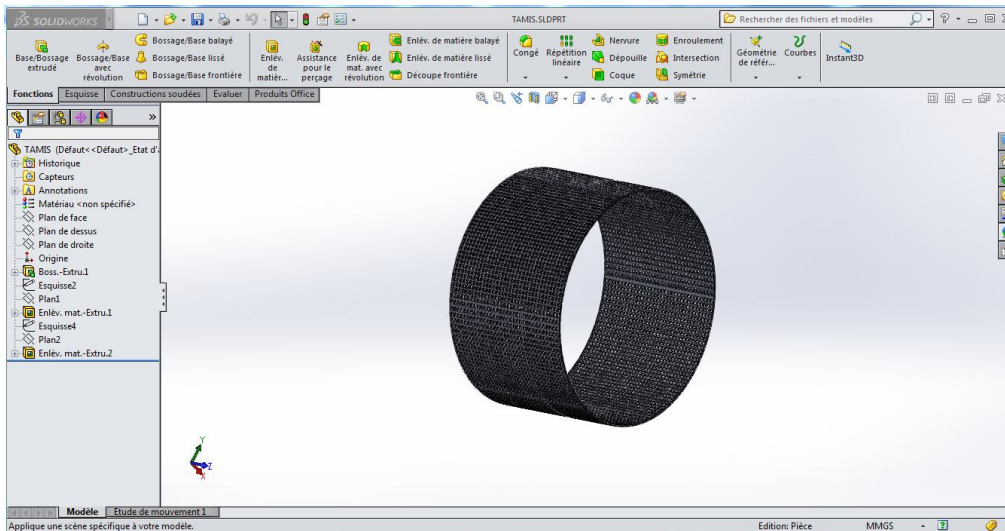 SOLIDWORKS
TAMIS.SLDPRT
Rechercher des fichiers et modèles
Base/Bossage extrudé
Bossage/Base avec révolution
Bossage/Base balayé
Bossage/Base lissé
Bossage/Base frontière
Enlèv. de matièr...
Assistance pour le perçage
Enlèv. de mat. avec révolution
Enlèv. de matière balayé
Enlèv. de matière lissé
Découpe frontière
Congé
Répétition linéaire
Nervure
Dépouille
Coque
Enroulement
Intersection
Symétrie
Géométrie de référ...
Courbes
Instant3D
Fonctions
Esquisse
Constructions soudées
Evaluer
Produits Office
TAMIS (Défaut<<Défaut>_Etat d'
Historique
Capteurs
Annotations
Matériau <non spécifié>
Plan de face
Plan de dessus
Plan de droite
Origine
Boss.-Extru.1
Esquisse2
Plan1
Enlèv. mat.-Extru.1
Esquisse4
Plan2
Enlèv. mat.-Extru.2
Y
Z
X
Modèle
Etude de mouvement 1
Applique une scène spécifique à votre modèle.
Edition: Pièce
MMGS